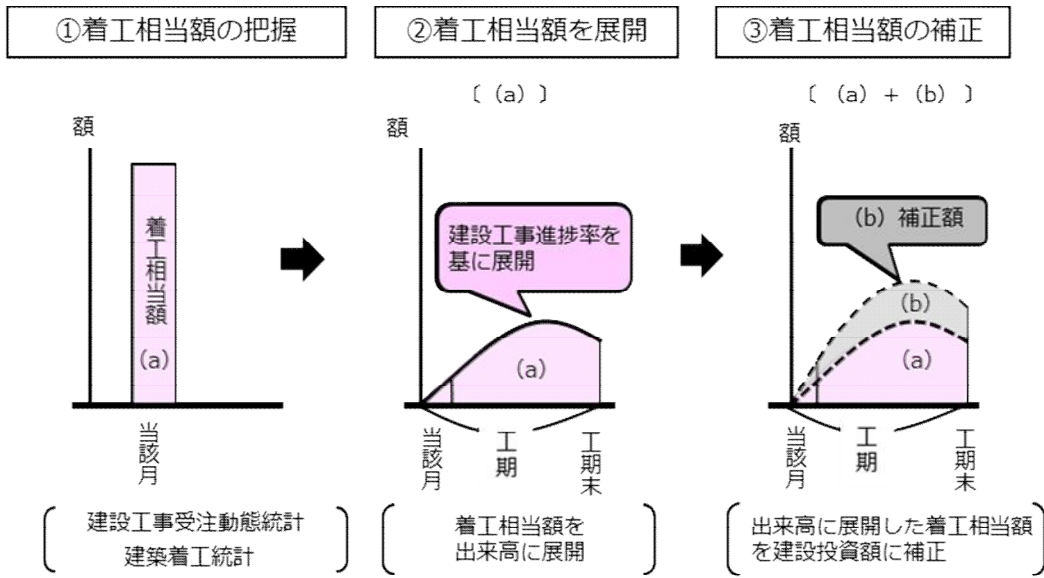 ①着工相当額の把握
額
着工相当額
（a）
当該月
建設工事受注動態統計
建築着工統計
②着工相当額を展開
〔（a）〕
額
建設工事進捗率を
基に展開
（a）
当該月
工期
工期末
着工相当額を
出来高に展開
③着工相当額の補正
〔（a）＋（b）〕
額
（b）補正額
（b）
（a）
当該月
工期
工期末
出来高に展開した着工相当額
を建設投資額に補正